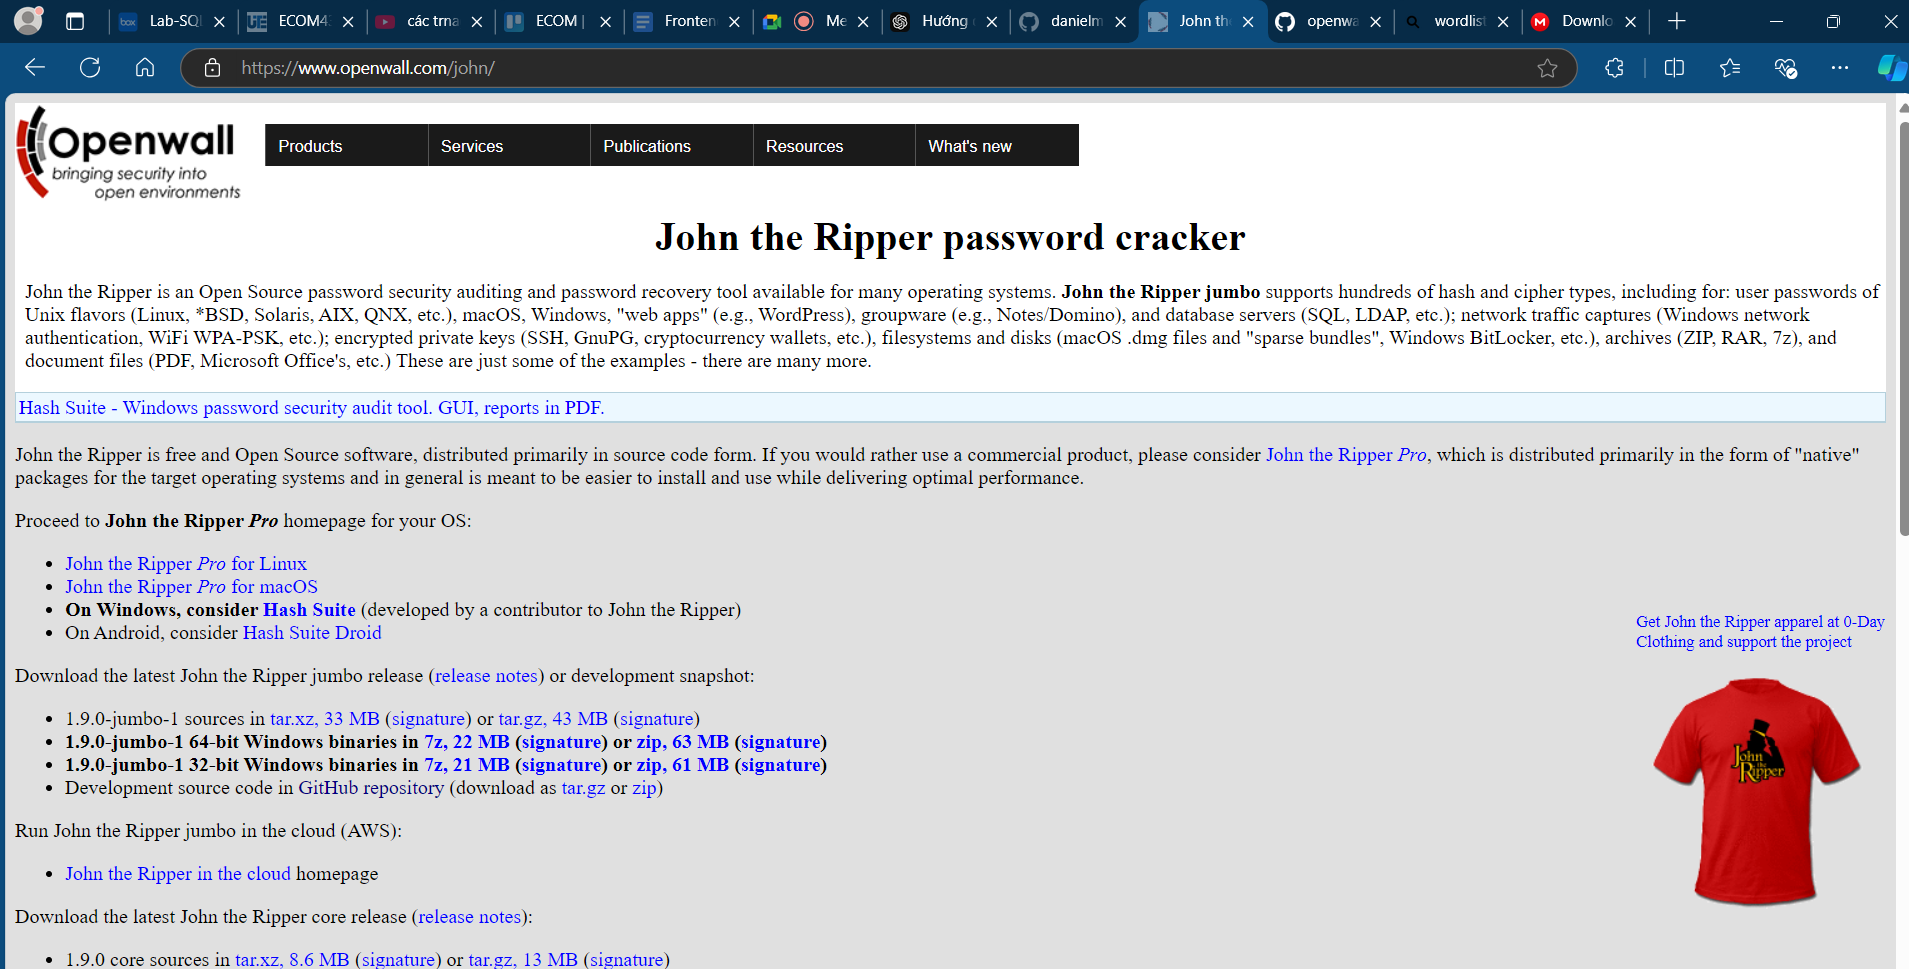 Lab-SQL
ECOM43
các trna
ECOM |
Fronten
Me
Hướng
danielm
John the
openwa
wordlist
Downlo
https://www.openwall.com/john/
Openwall
bringing security into
open environments
Products
Services
Publications
Resources
What's new
John the Ripper password cracker
John the Ripper is an Open Source password security auditing and password recovery tool available for many operating systems. John the Ripper jumbo supports hundreds of hash and cipher types, including for: user passwords of
Unix flavors (Linux, *BSD, Solaris, AIX, QNX, etc.), macOS, Windows, "web apps" (e.g., WordPress), groupware (e.g., Notes/Domino), and database servers (SQL, LDAP, etc.); network traffic captures (Windows network
authentication, WiFi WPA-PSK, etc.); encrypted private keys (SSH, GnuPG, cryptocurrency wallets, etc.), filesystems and disks (macOS .dmg files and "sparse bundles", Windows BitLocker, etc.), archives (ZIP, RAR, 7z), and
document files (PDF, Microsoft Office's, etc.) These are just some of the examples - there are many more.
Hash Suite - Windows password security audit tool. GUI, reports in PDF.
John the Ripper is free and Open Source software, distributed primarily in source code form. If you would rather use a commercial product, please consider John the Ripper Pro, which is distributed primarily in the form of "native"
packages for the target operating systems and in general is meant to be easier to install and use while delivering optimal performance.
Proceed to John the Ripper Pro homepage for your OS:
• John the Ripper Pro for Linux
• John the Ripper Pro for macOS
• On Windows, consider Hash Suite (developed by a contributor to John the Ripper)
• On Android, consider Hash Suite Droid
Get John the Ripper apparel at 0-Day
Clothing and support the project
Download the latest John the Ripper jumbo release (release notes) or development snapshot:
• 1.9.0-jumbo-1 sources in tar.xz, 33 MB (signature) or tar.gz, 43 MB (signature)
• 1.9.0-jumbo-1 64-bit Windows binaries in 7z, 22 MB (signature) or zip, 63 MB (signature)
• 1.9.0-jumbo-1 32-bit Windows binaries in 7z, 21 MB (signature) or zip, 61 MB (signature)
• Development source code in GitHub repository (download as tar.gz or zip)
John
the
Ripper
Run John the Ripper jumbo in the cloud (AWS):
• John the Ripper in the cloud homepage
Download the latest John the Ripper core release (release notes):
• 1.9.0 core sources in tar.xz, 8.6 MB (signature) or tar.gz, 13 MB (signature)